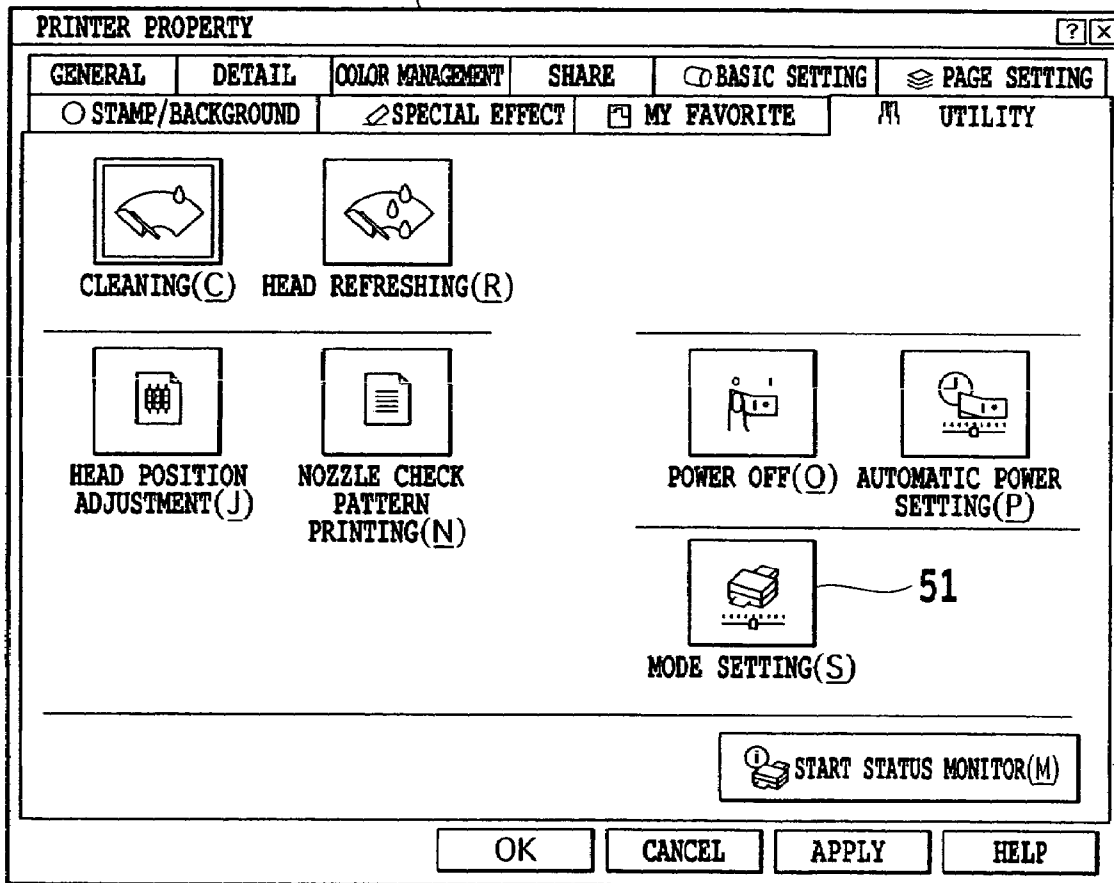 PRINTER PROPERTY ? X
GENERAL DETAIL COLOR MANAGEMENT SHARE BASIC SETTING PAGE SETTING
STAMP/BACKGROUND SPECIAL EFFECT MY FAVORITE UTILITY
CLEANING(C) HEAD REFRESHING(R)
HEAD POSITION
ADJUSTMENT(J)
NOZZLE CHECK
PATTERN
PRINTING(N)
POWER OFF(O)
AUTOMATIC POWER
SETTING(P)
51
MODE SETTING(S)
START STATUS MONITOR(M)
OK CANCEL APPLY HELP